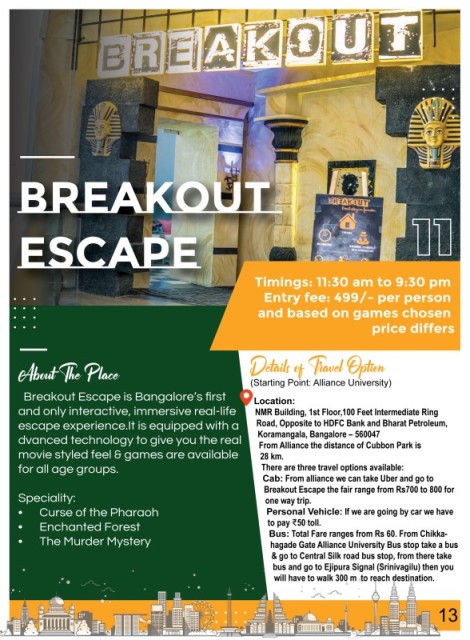 BREAKOUT
BREAKOUT
BREAKOUT
ESCAPE
11
Timings: 11:30 am to 9:30 pm
Entry fee: 499/- per person
and based on games chosen
price differs
About The Place
Breakout Escape is Bangalore's first
and only interactive, immersive real-life
escape experience.It is equipped with a
dvanced technology to give you the real
movie styled feel & games are available
for all age groups.
Speciality:
• Curse of the Pharaoh
• Enchanted Forest
• The Murder Mystery
Details of Travel Option
(Starting Point: Alliance University)
Location:
NMR Building, 1st Floor,100 Feet Intermediate Ring
Road, Opposite to HDFC Bank and Bharat Petroleum,
Koramangala, Bangalore – 560047
From Alliance the distance of Cubbon Park is
28 km.
There are three travel options available:
Cab: From alliance we can take Uber and go to
Breakout Escape the fair range from Rs700 to 800 for
one way trip.
Personal Vehicle: If we are going by car we have
to pay ₹50 toll.
Bus: Total Fare ranges from Rs 60. From Chikka-
hagade Gate Alliance University Bus stop take a bus
& go to Central Silk road bus stop, from there take
bus and go to Ejipura Signal (Srinivagilu) then you
will have to walk 300 m to reach destination.
13